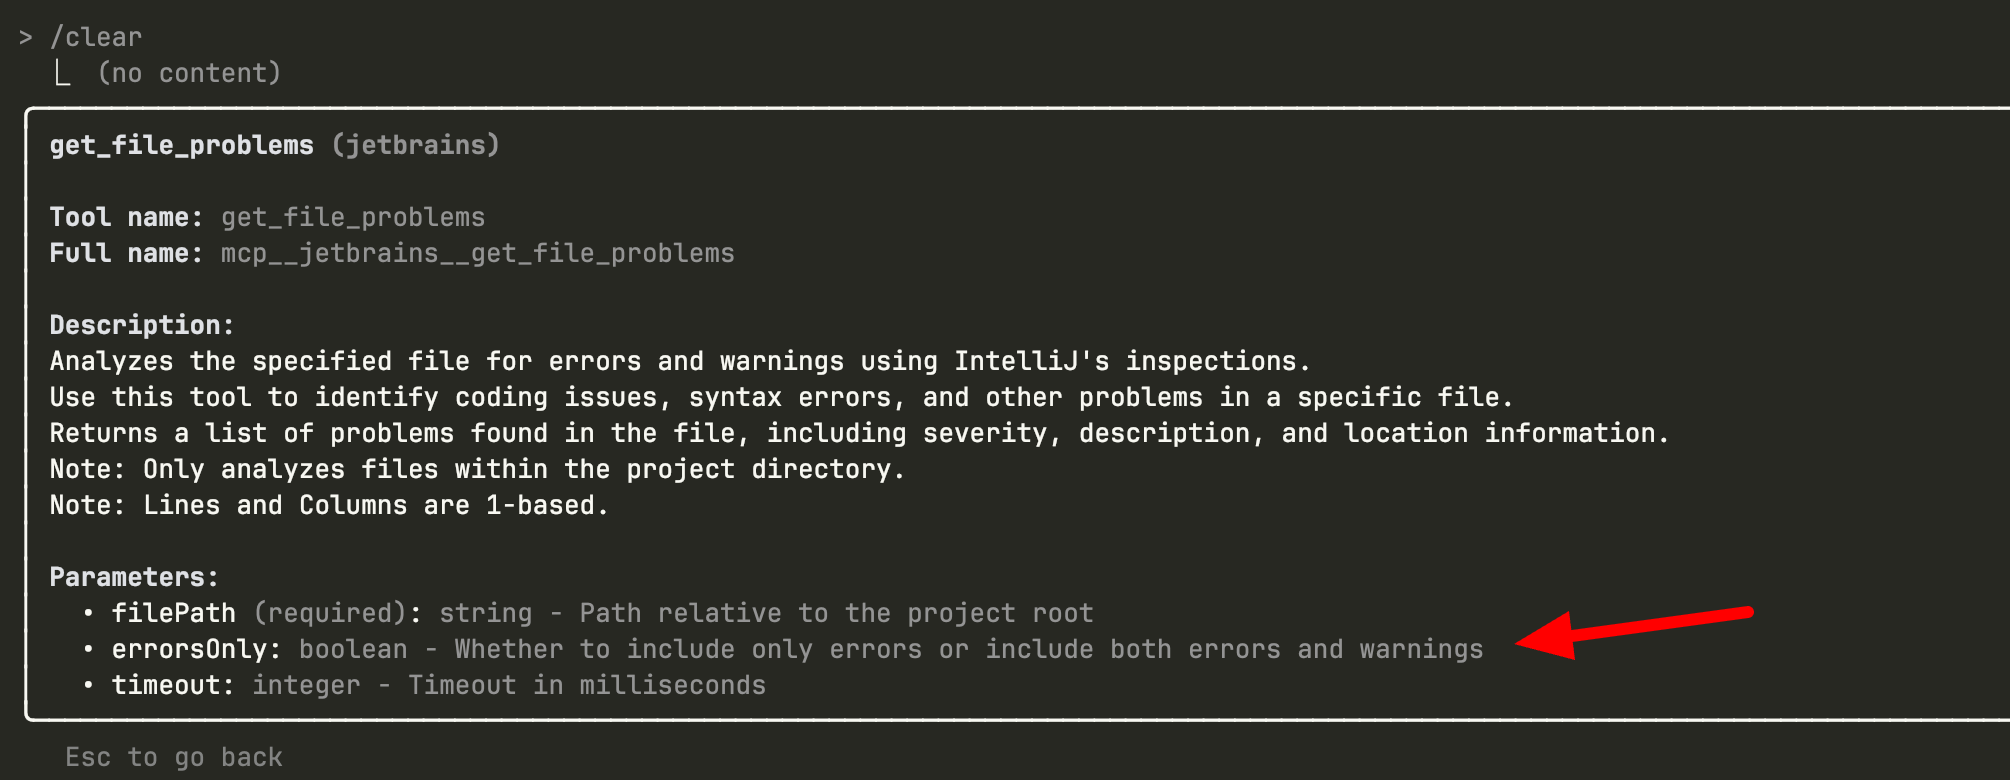 > /clear
⎿ (no content)
get_file_problems (jetbrains)
Tool name: get_file_problems
Full name: mcp__jetbrains__get_file_problems
Description:
Analyzes the specified file for errors and warnings using IntelliJ's inspections.
Use this tool to identify coding issues, syntax errors, and other problems in a specific file.
Returns a list of problems found in the file, including severity, description, and location information.
Note: Only analyzes files within the project directory.
Note: Lines and Columns are 1-based.
Parameters:
• filePath (required): string - Path relative to the project root
• errorsOnly: boolean - Whether to include only errors or include both errors and warnings
• timeout: integer - Timeout in milliseconds
Esc to go back